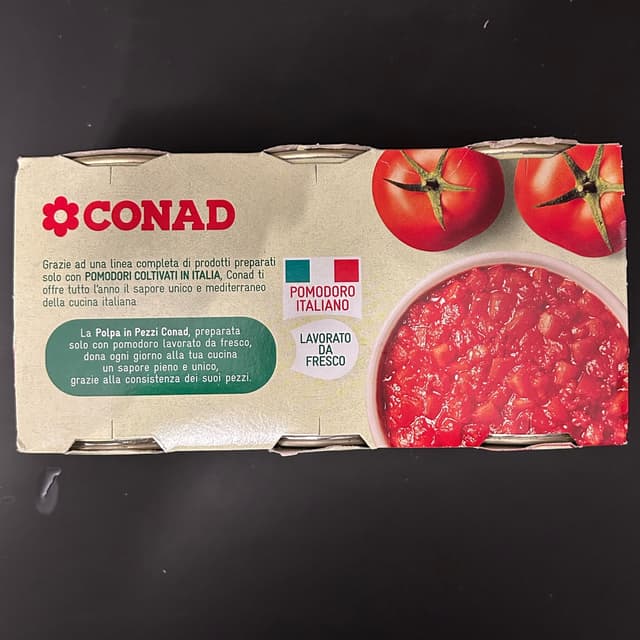 CONAD
Grazie ad una linea completa di prodotti preparati
solo con POMODORI COLTIVATI IN ITALIA, Conad ti
offre tutto l'anno il sapore unico e mediterraneo
della cucina italiana
La Polpa in Pezzi Conad, preparata
solo con pomodoro lavorato da fresco,
dona ogni giorno alla tua cucina
un sapore pieno e unico,
grazie alla consistenza dei suoi pezzi.
POMODORO
ITALIANO
LAVORATO
DA
FRESCO